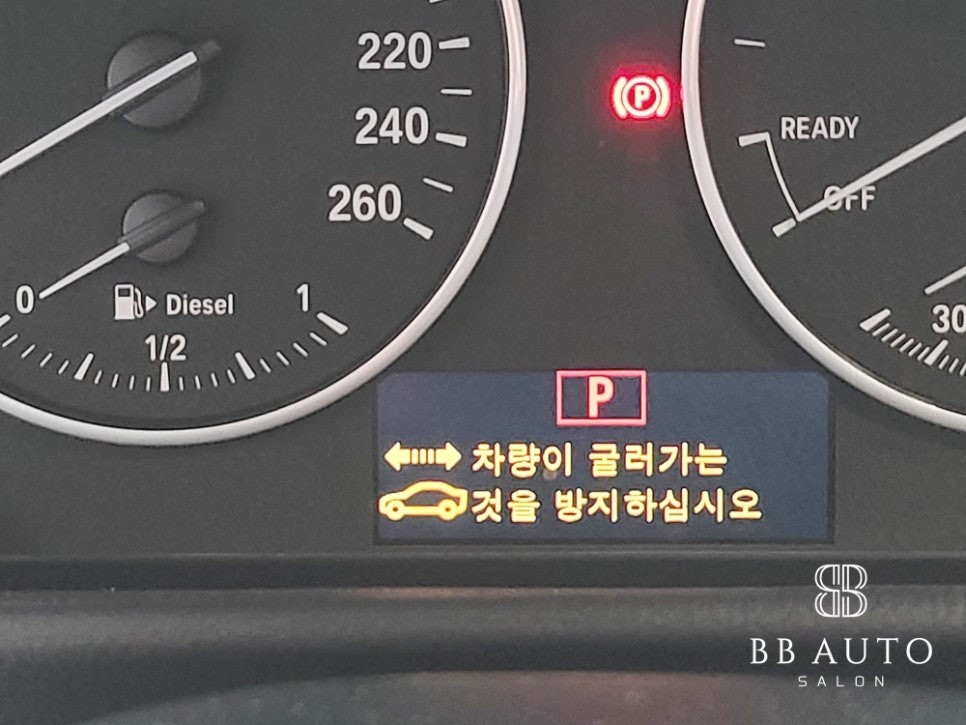 220
240
260
0
1/2
1
Diesel
P
READY
OFF
30
P
차량이 굴러가는
것을 방지하십시오
BB AUTO
SALON